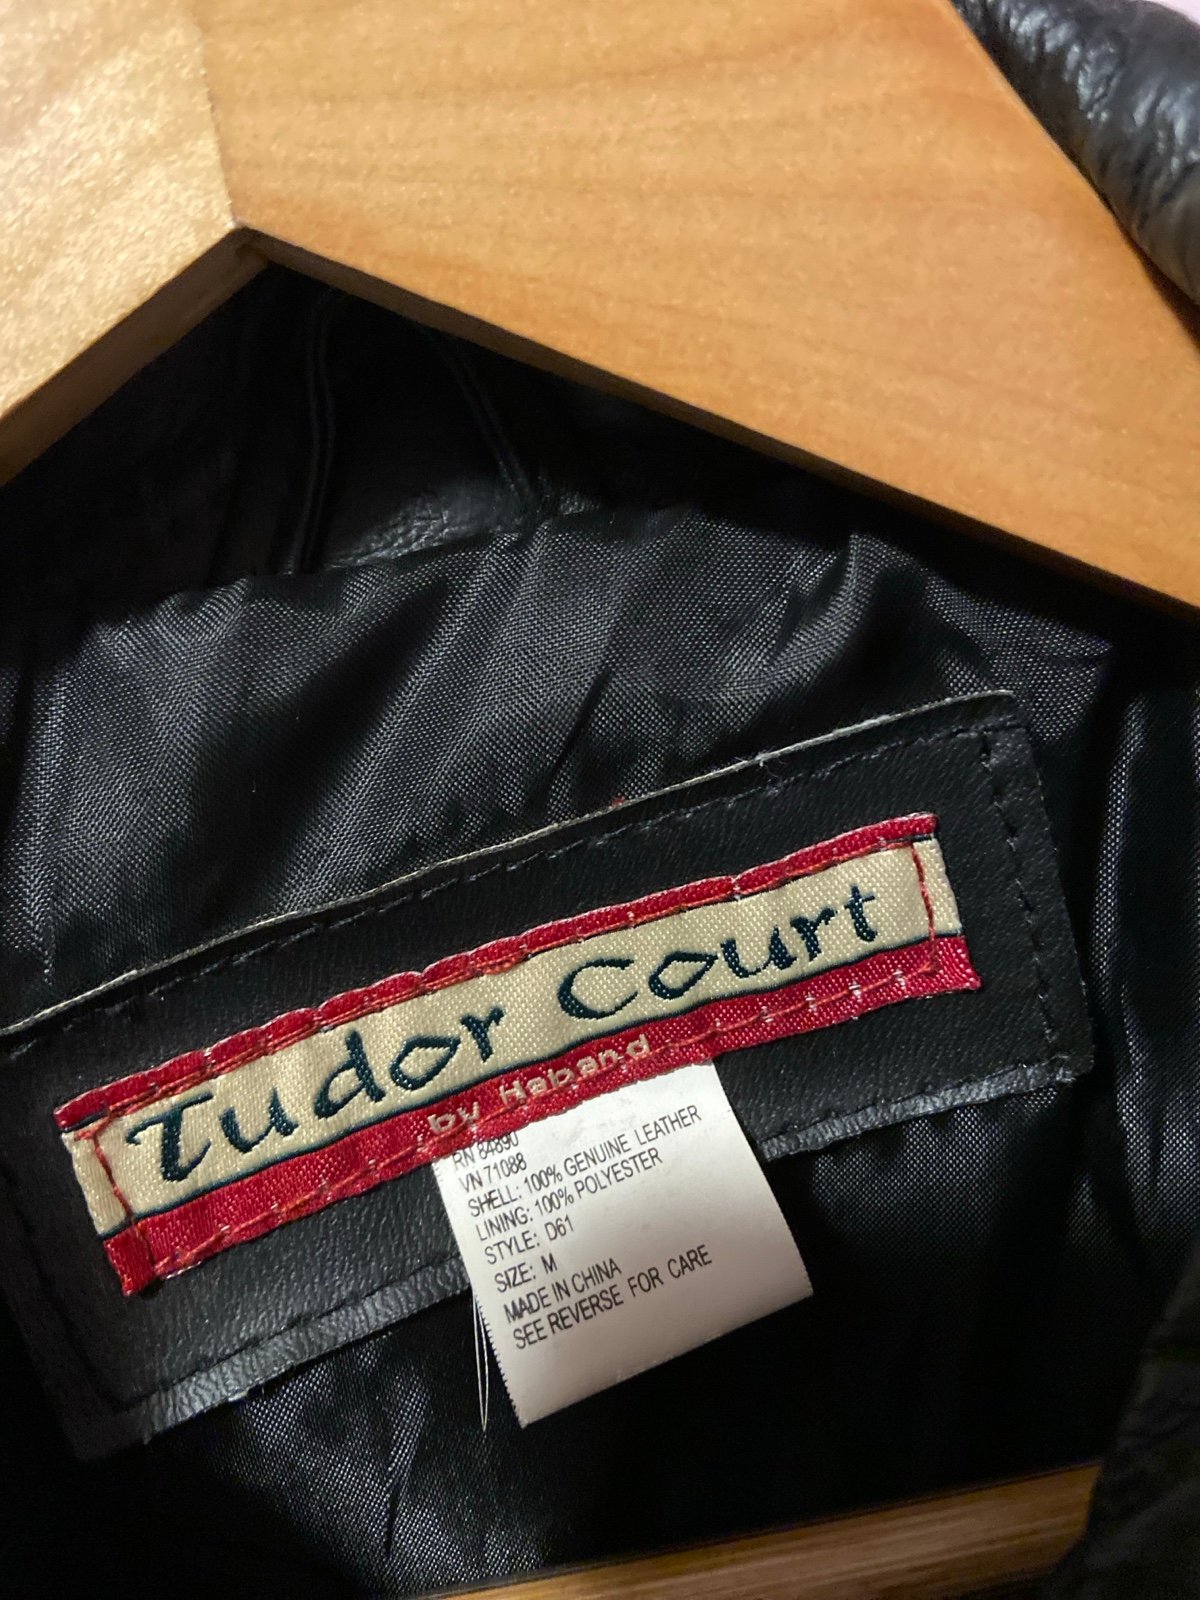 Tudor Court
by Haband
RN 84890
VN 71088
SHELL: 100% GENUINE LEATHER
LINING: 100% POLYESTER
STYLE: D61
SIZE: M
MADE IN CHINA
SEE REVERSE FOR CARE